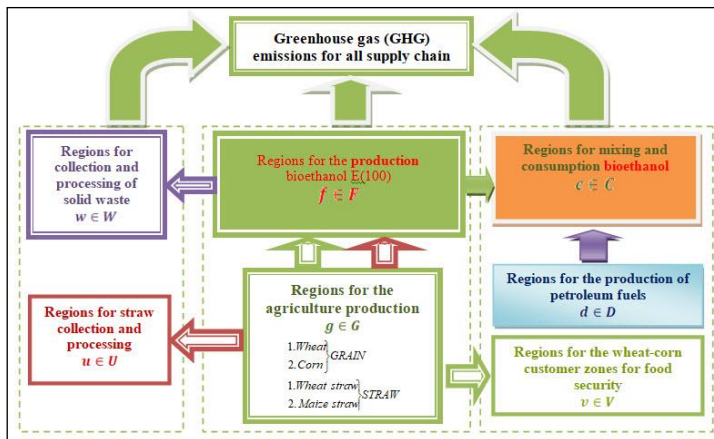 Greenhouse gas (GHG)
emissions for all supply chain
Regions for
collection and
processing of
solid waste
w ∈ W
Regions for the production
bioethanol E(100)
f ∈ F
Regions for mixing and
consumption bioethanol
c ∈ C
Regions for the production of
petroleum fuels
d ∈ D
Regions for straw
collection and
processing
u ∈ U
Regions for the
agriculture production
g ∈ G
1.Wheat
2. Corn
}GRAIN
1.Wheat straw
2. Maize straw
}STRAW
Regions for the wheat-corn
customer zones for food
security
v ∈ V